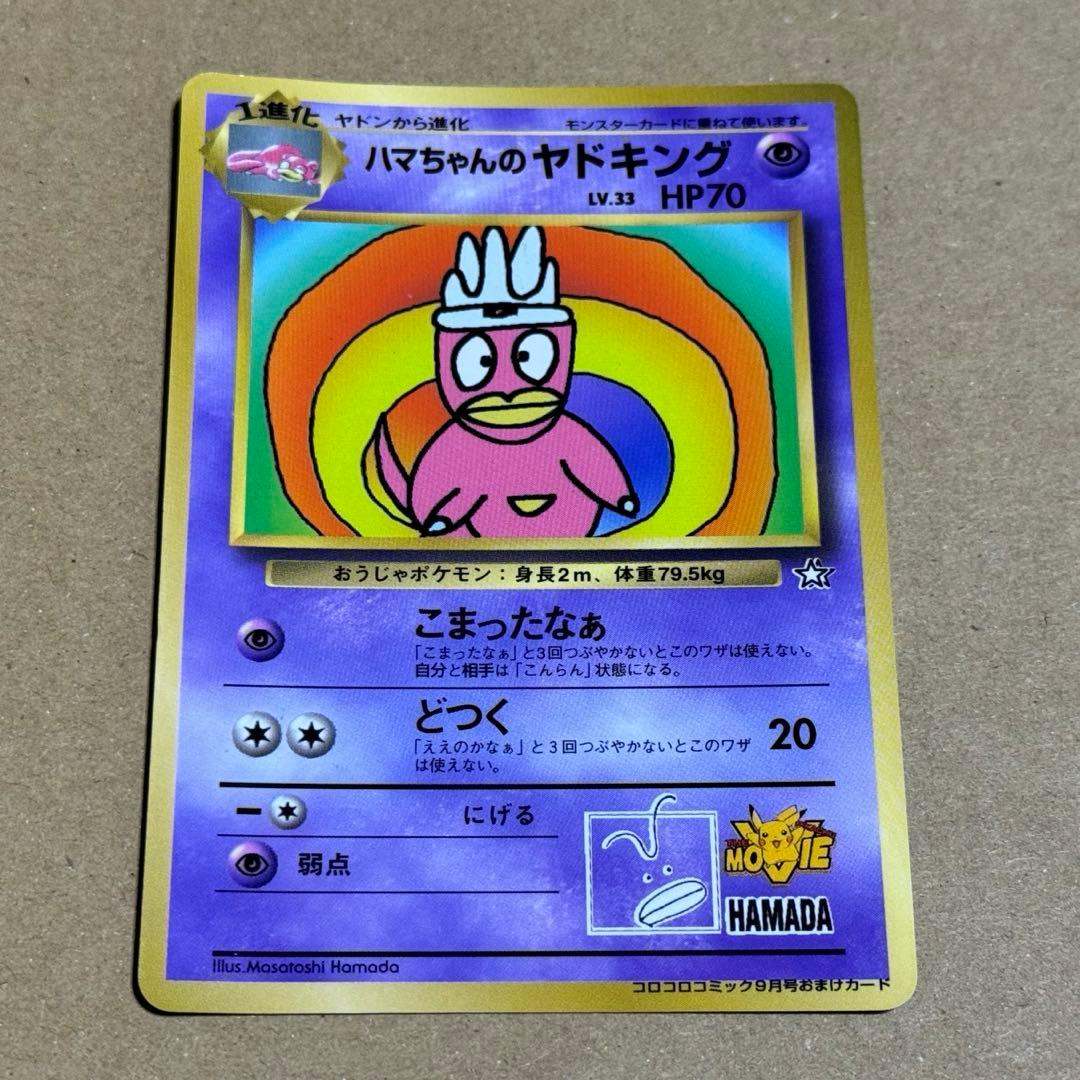 1進化
ヤドンから進化
モンスターカードに重ねて使います。
ハマちゃんのヤドキング
LV.33 HP70
おうじゃポケモン：身長2m、体重79.5kg
こまったなぁ
「こまったなぁ」と3回つぶやかないとこのワザは使えない。
自分と相手は「こんらん」状態になる。
どつく
「ええのかなぁ」と3回つぶやかないとこのワザ
は使えない。
20
にげる
弱点
MOVIE
HAMADA
Illus.Masatoshi Hamada
コロコロコミック9月号おまけカード